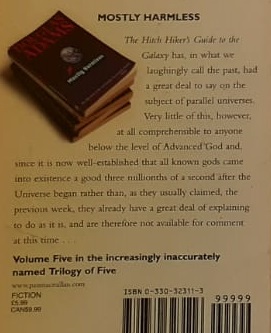 MOSTLY HARMLESS
The Hitch Hiker's Guide to the
Galaxy has, in what we
laughingly call the past, had
a great deal to say on the
subject of parallel universes.
Very little of this, however,
at all comprehensible to anyone
below the level of Advanced God and,
since it is now well-established that all known gods came
into existence a good three millionths of a second after the
Universe began rather than, as they usually claimed, the
previous week, they already have a great deal of explaining
to do as it is, and are therefore not available for comment
at this time . . .
Volume Five in the increasingly inaccurately
named Trilogy of Five
www.panmacmillan.com
FICTION
£5.99
ISBN 0-330-32311-3
99999
mostly harmless